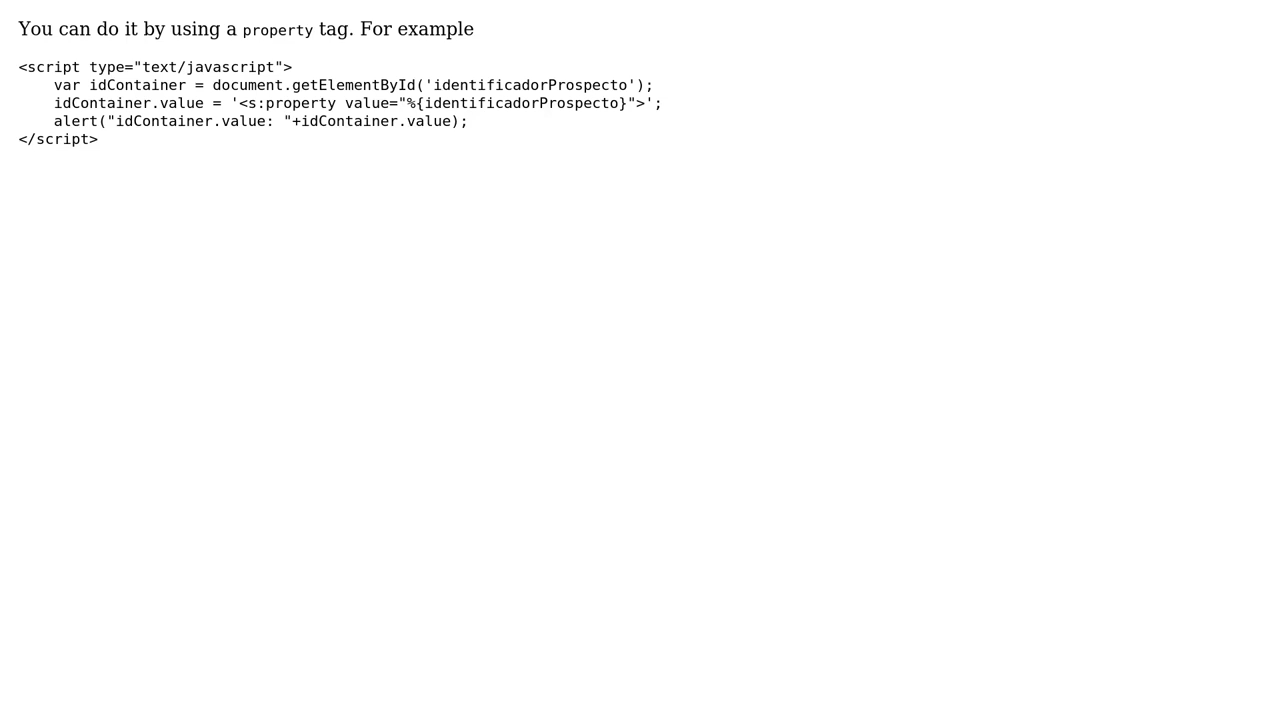 You can do it by using a property tag. For example
<script type="text/javascript">
    var idContainer = document.getElementById('identificadorProspecto');
    idContainer.value = '<s:property value="%{identificadorProspecto}">';
    alert("idContainer.value: "+idContainer.value);
</script>